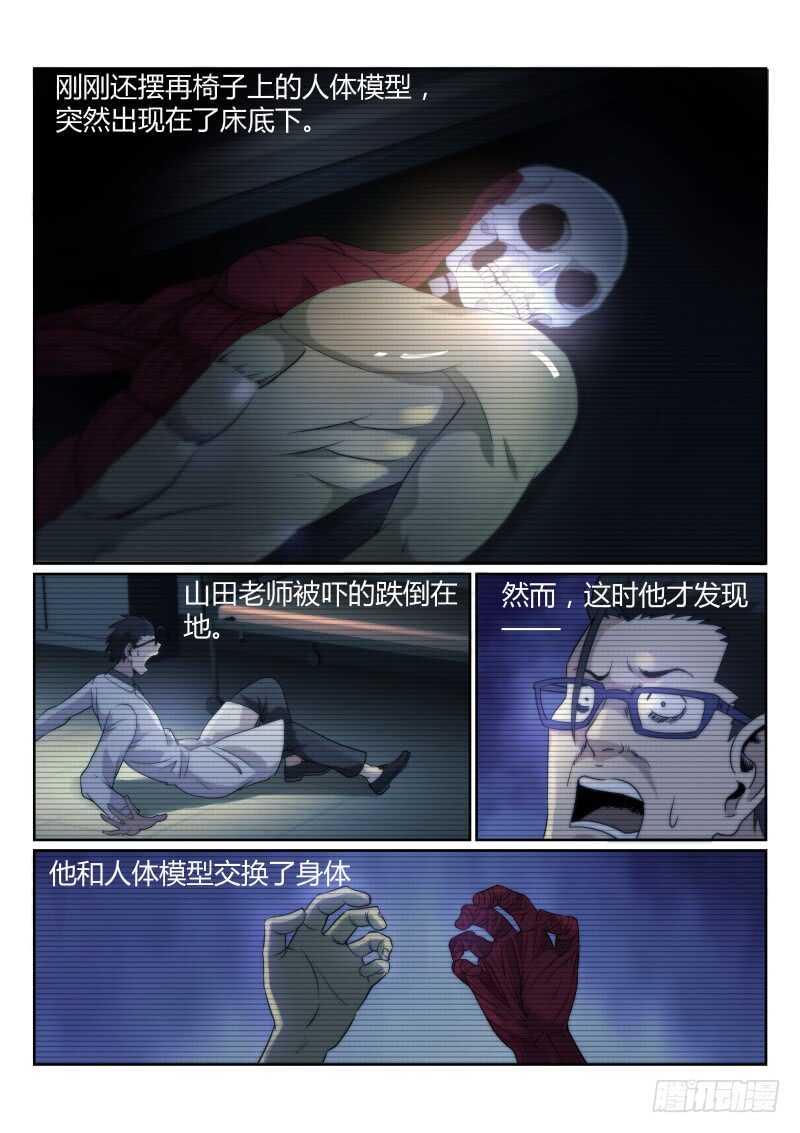 刚刚还摆再椅子上的人体模型，
突然出现在了床底下。
山田老师被吓的跌倒在
地。
然而，这时他才发现
——
他和人体模型交换了身体
腾讯动漫